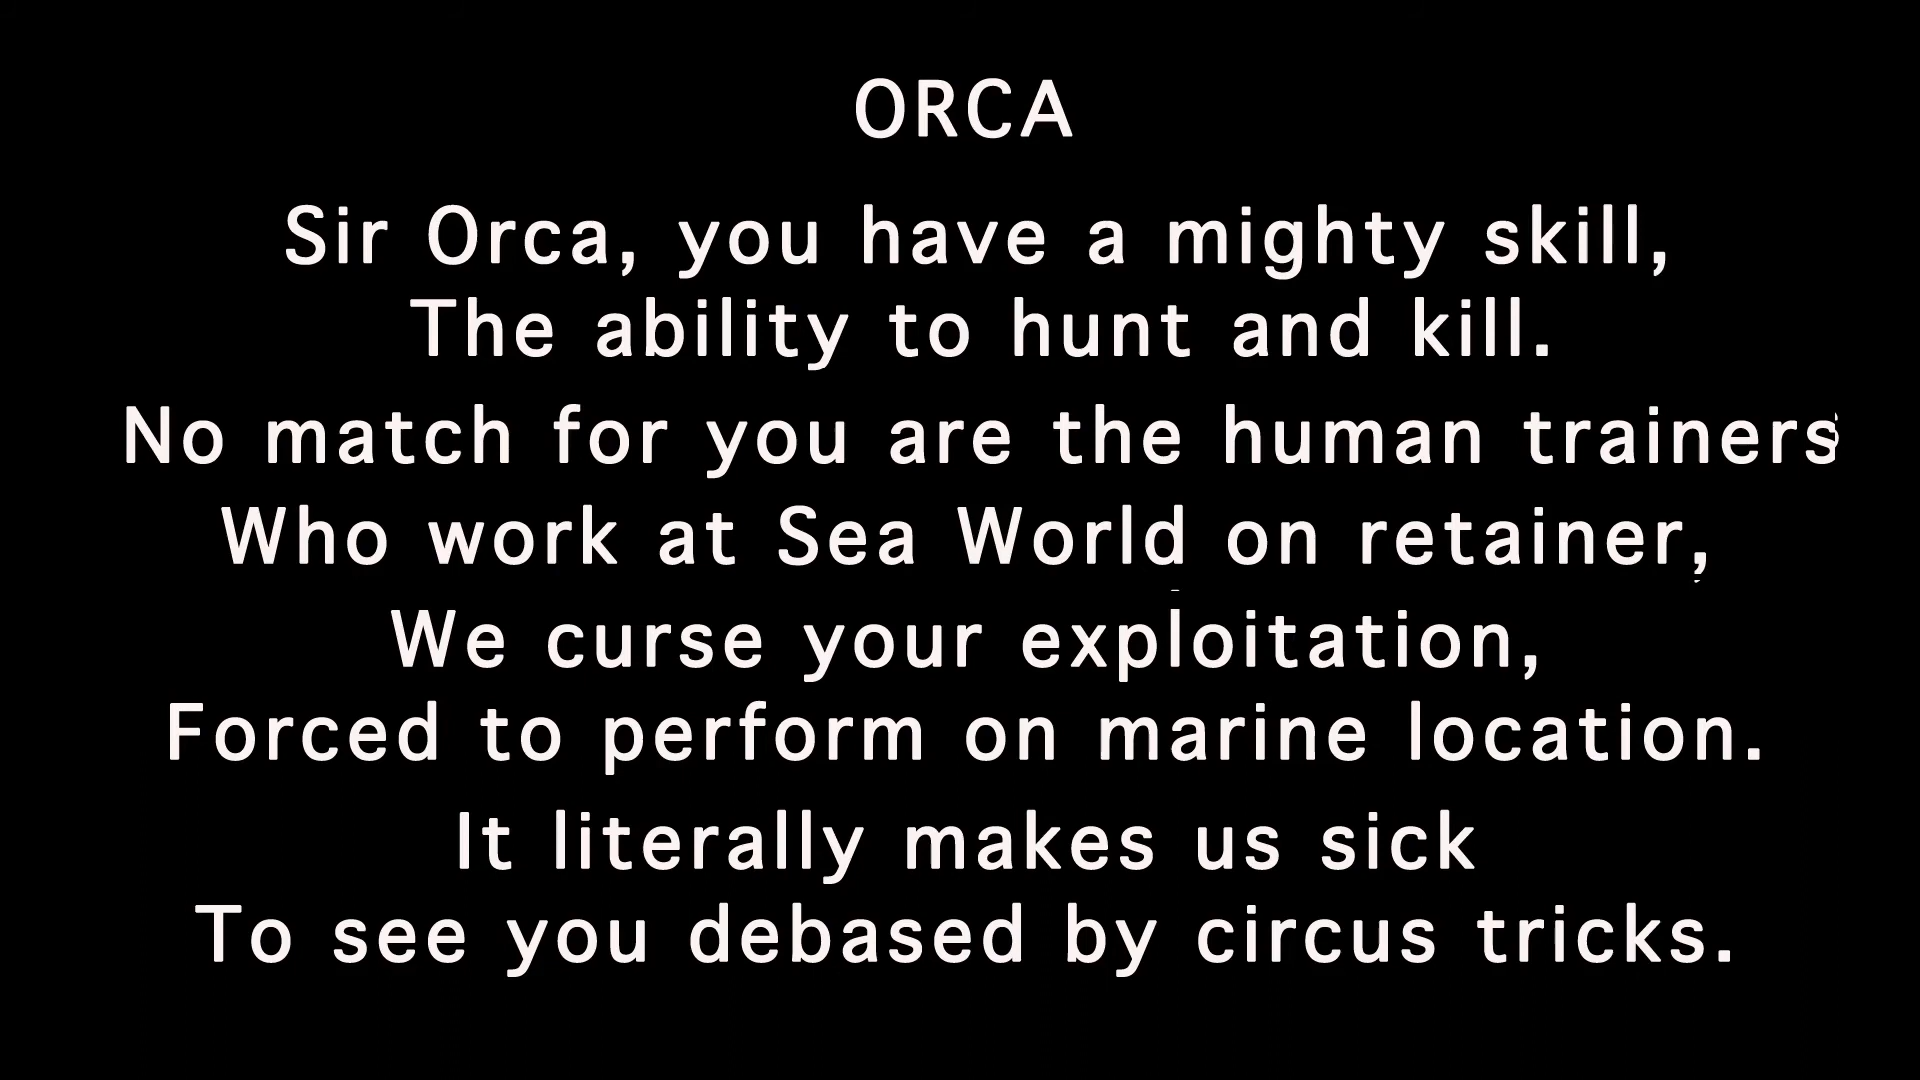 ORCA
Sir Orca, you have a mighty skill,
The ability to hunt and kill.
No match for you are the human trainers
Who work at Sea World on retainer,
We curse your exploitation,
Forced to perform on marine location.
It literally makes us sick
To see you debased by circus tricks.